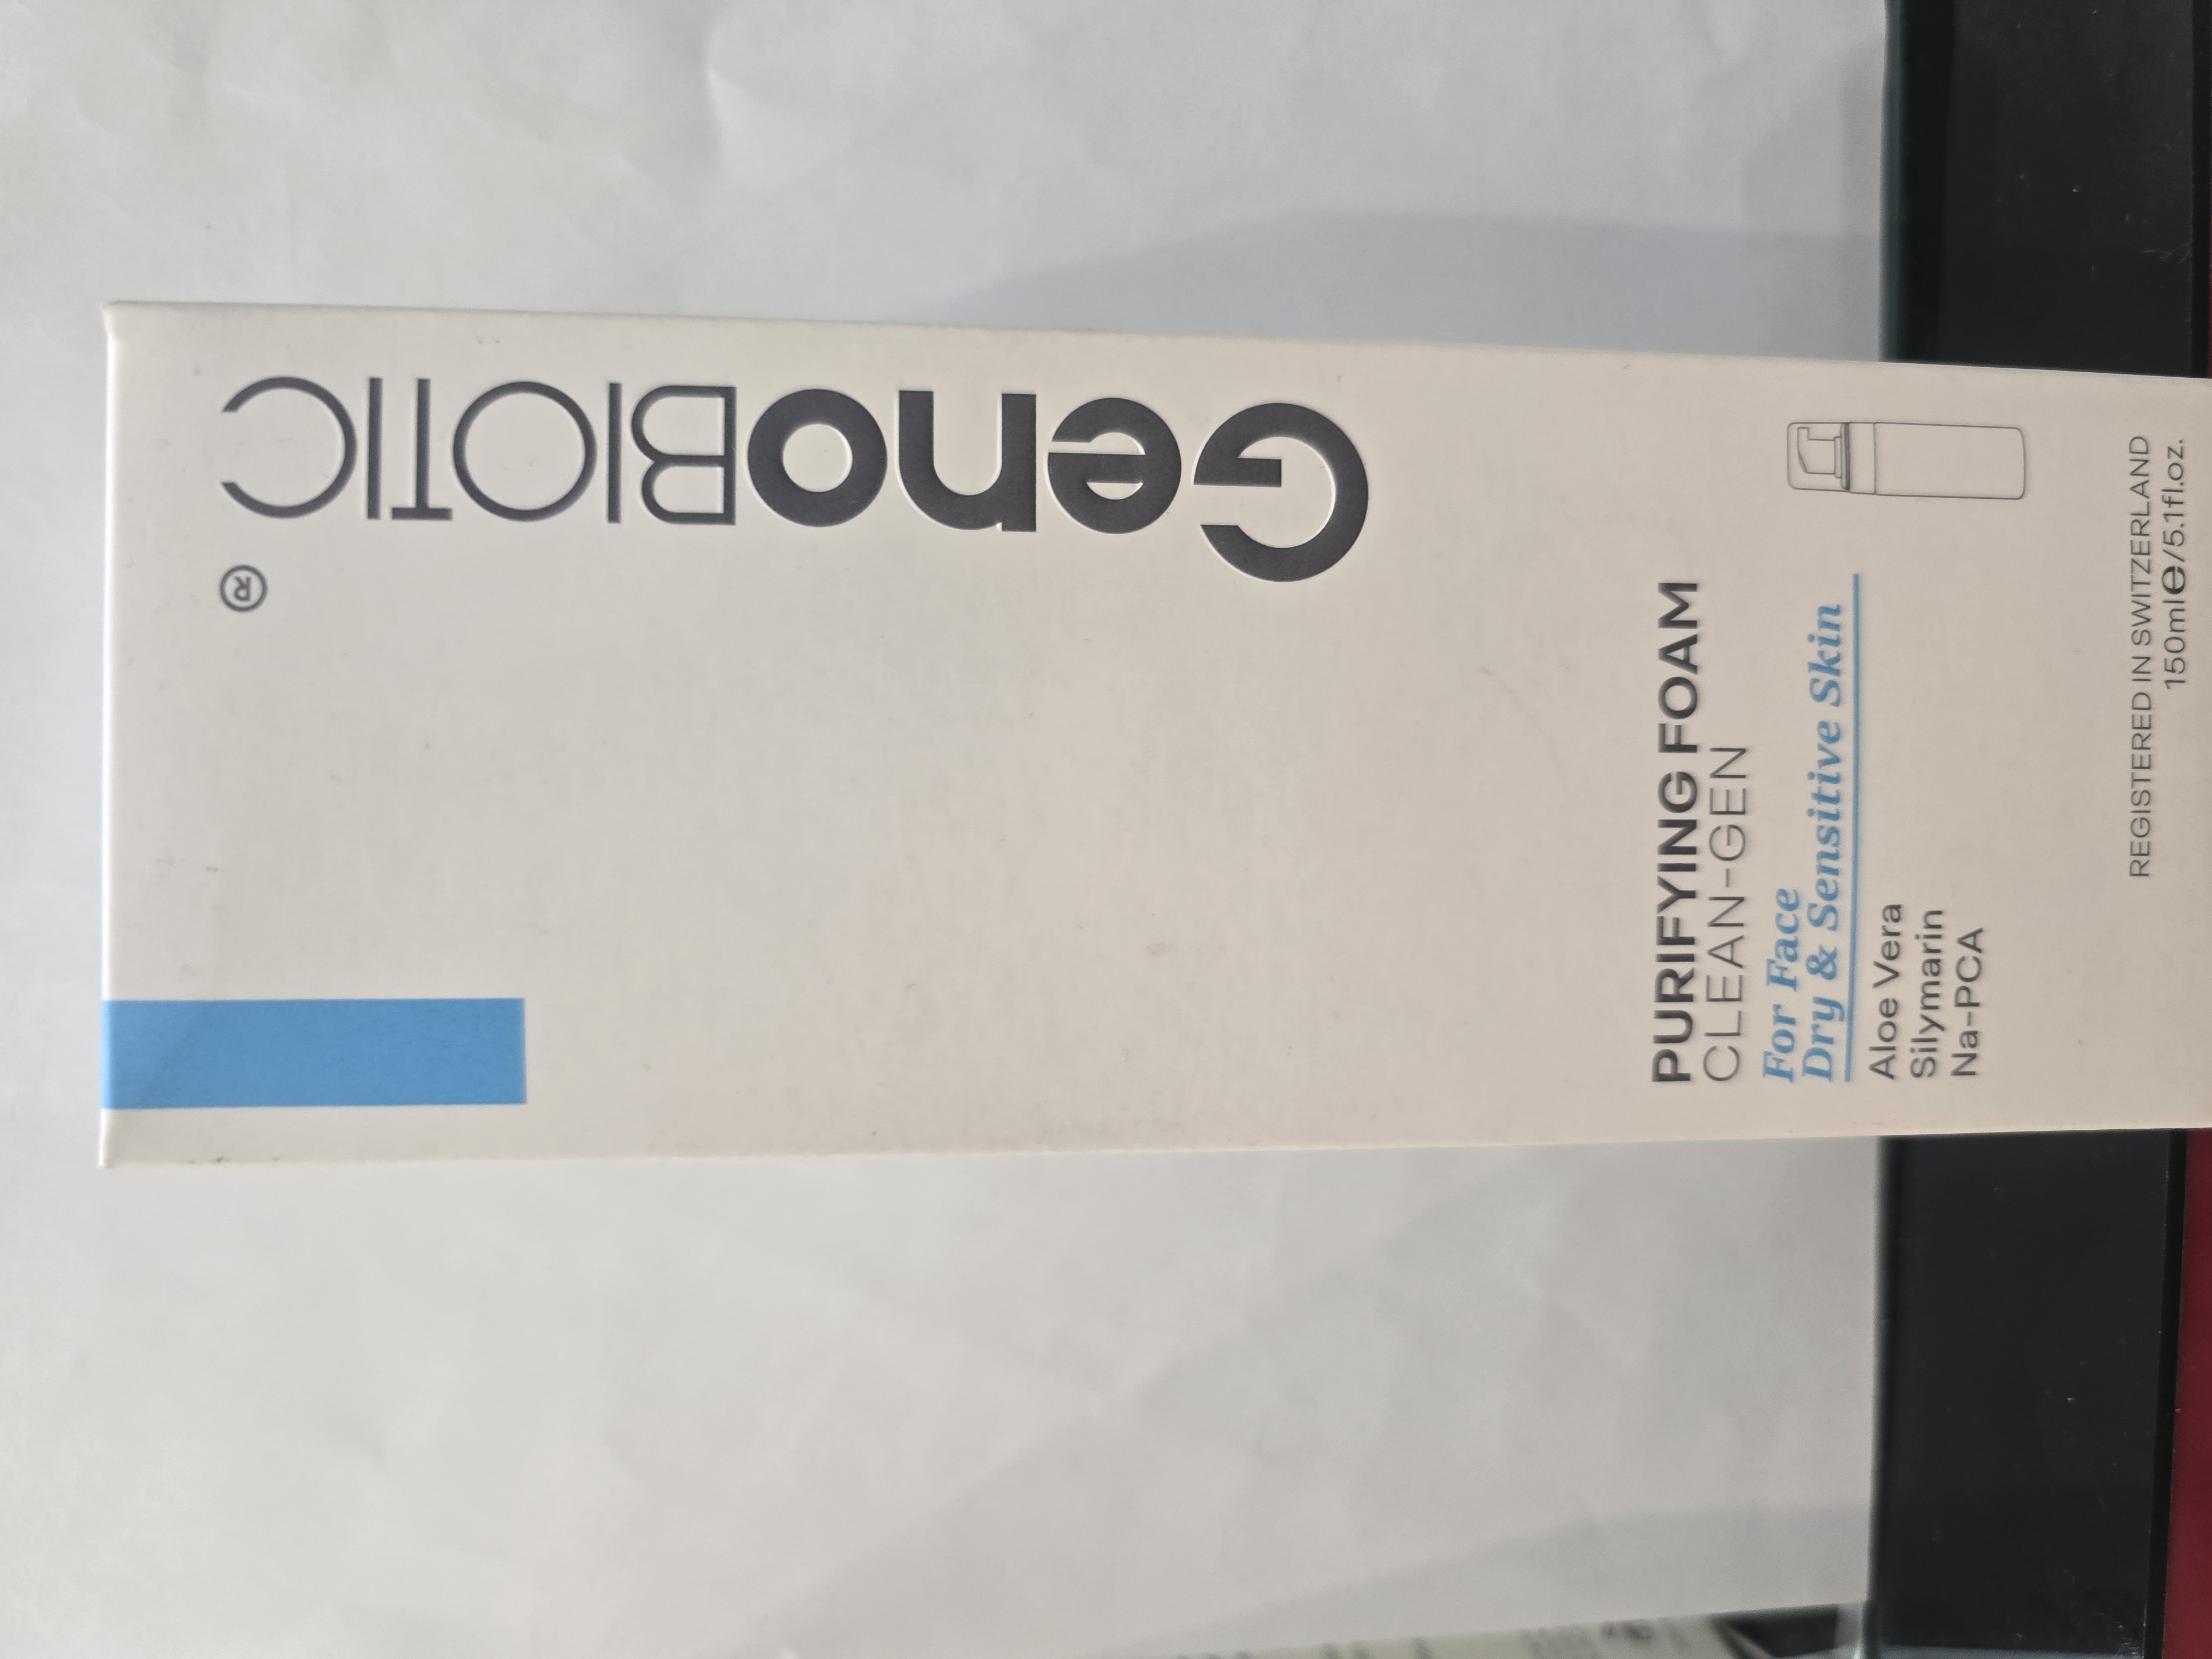 GenoBIOTIC
®
PURIFYING FOAM
CLEAN-GEN
For Face
Dry & Sensitive Skin
Aloe Vera
Silymarin
Na-PCA
REGISTERED IN SWITZERLAND
150ml℮/5.1fl.oz.